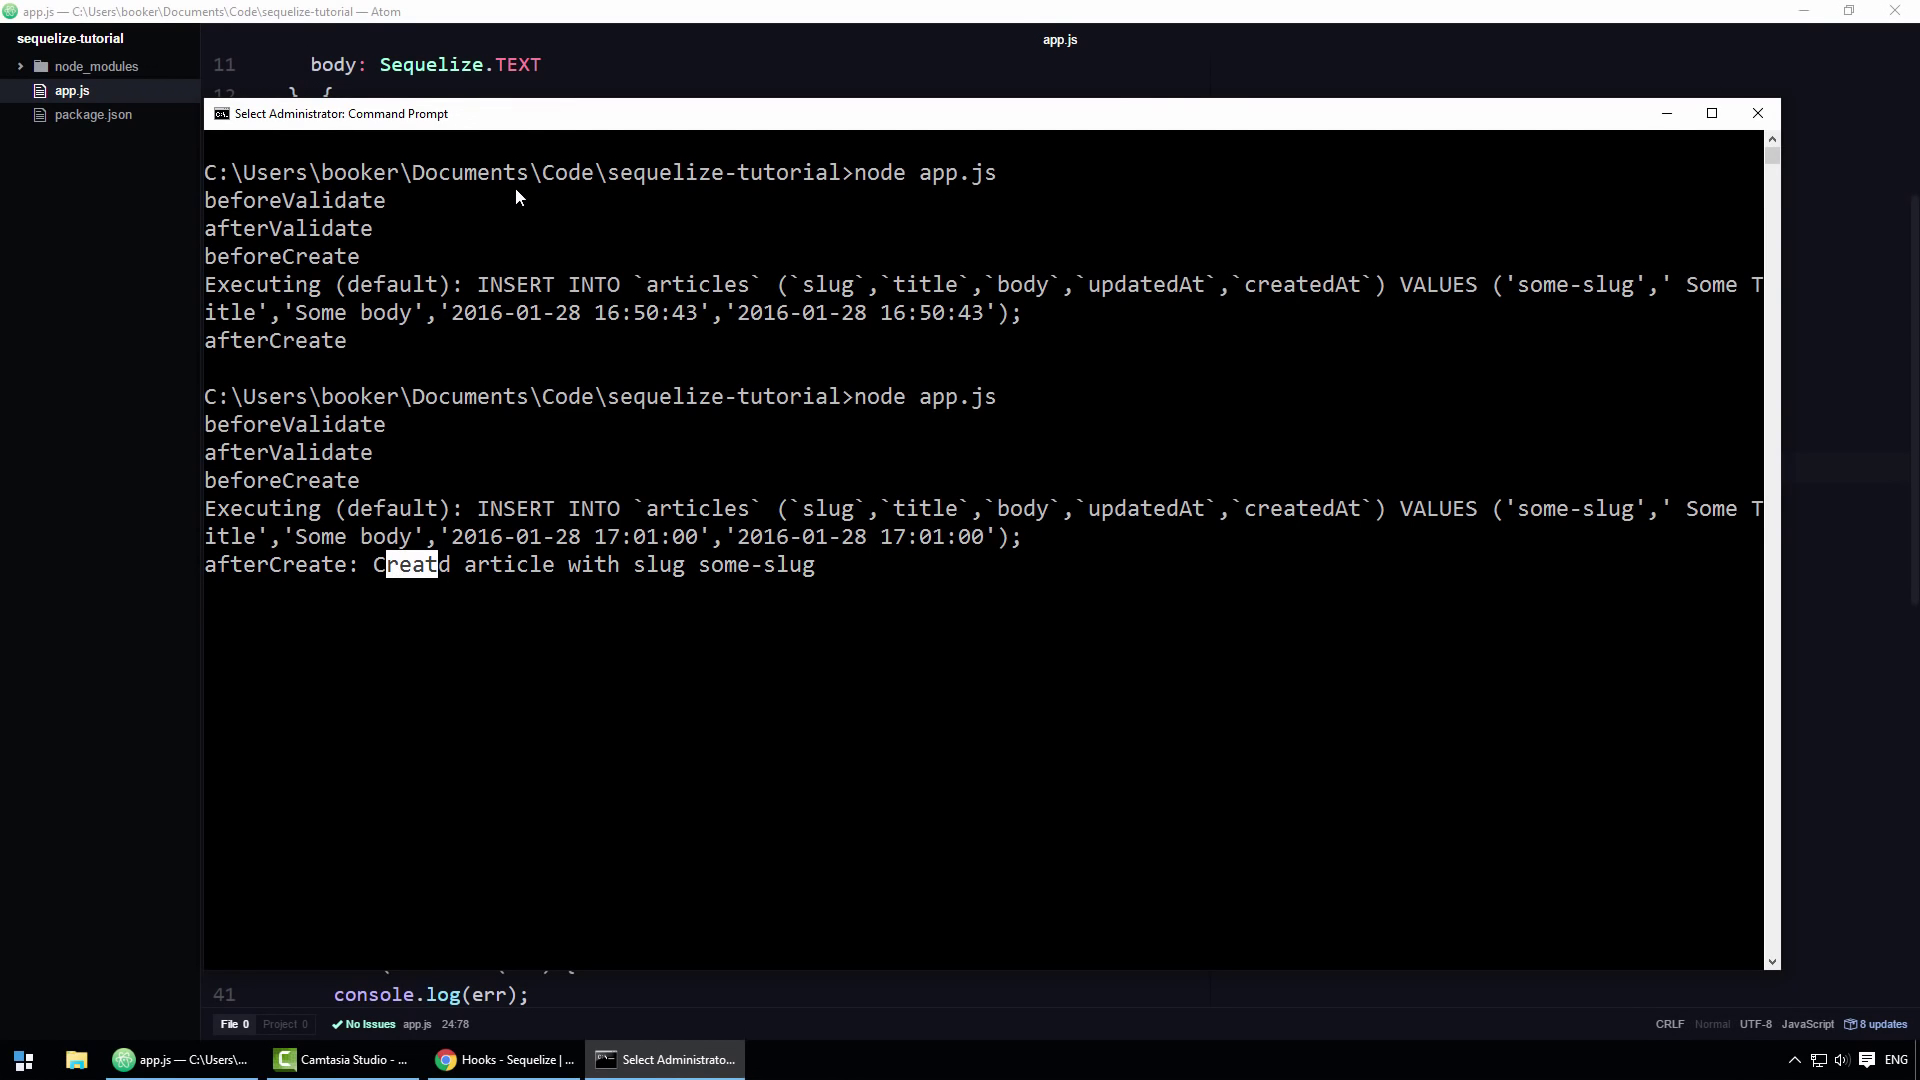 app.js — C:\Users\booker\Documents\Code\sequelize-tutorial — Atom
sequelize-tutorial
node_modules
app.js
package.json
app.js
11 body: Sequelize.TEXT
12 }, {
Select Administrator: Command Prompt
C:\Users\booker\Documents\Code\sequelize-tutorial>node app.js
beforeValidate
afterValidate
beforeCreate
Executing (default): INSERT INTO `articles` (`slug`,`title`,`body`,`updatedAt`,`createdAt`) VALUES ('some-slug',' Some T
itle','Some body','2016-01-28 16:50:43','2016-01-28 16:50:43');
afterCreate
C:\Users\booker\Documents\Code\sequelize-tutorial>node app.js
beforeValidate
afterValidate
beforeCreate
Executing (default): INSERT INTO `articles` (`slug`,`title`,`body`,`updatedAt`,`createdAt`) VALUES ('some-slug',' Some T
itle','Some body','2016-01-28 17:01:00','2016-01-28 17:01:00');
afterCreate: Creatd article with slug some-slug
41 console.log(err);
File 0 Project 0 No Issues app.js 24:78 CRLF Normal UTF-8 JavaScript 8 updates
app.js — C:\Users\... Camtasia Studio - ... Hooks - Sequelize | ... Select Administrato... ENG